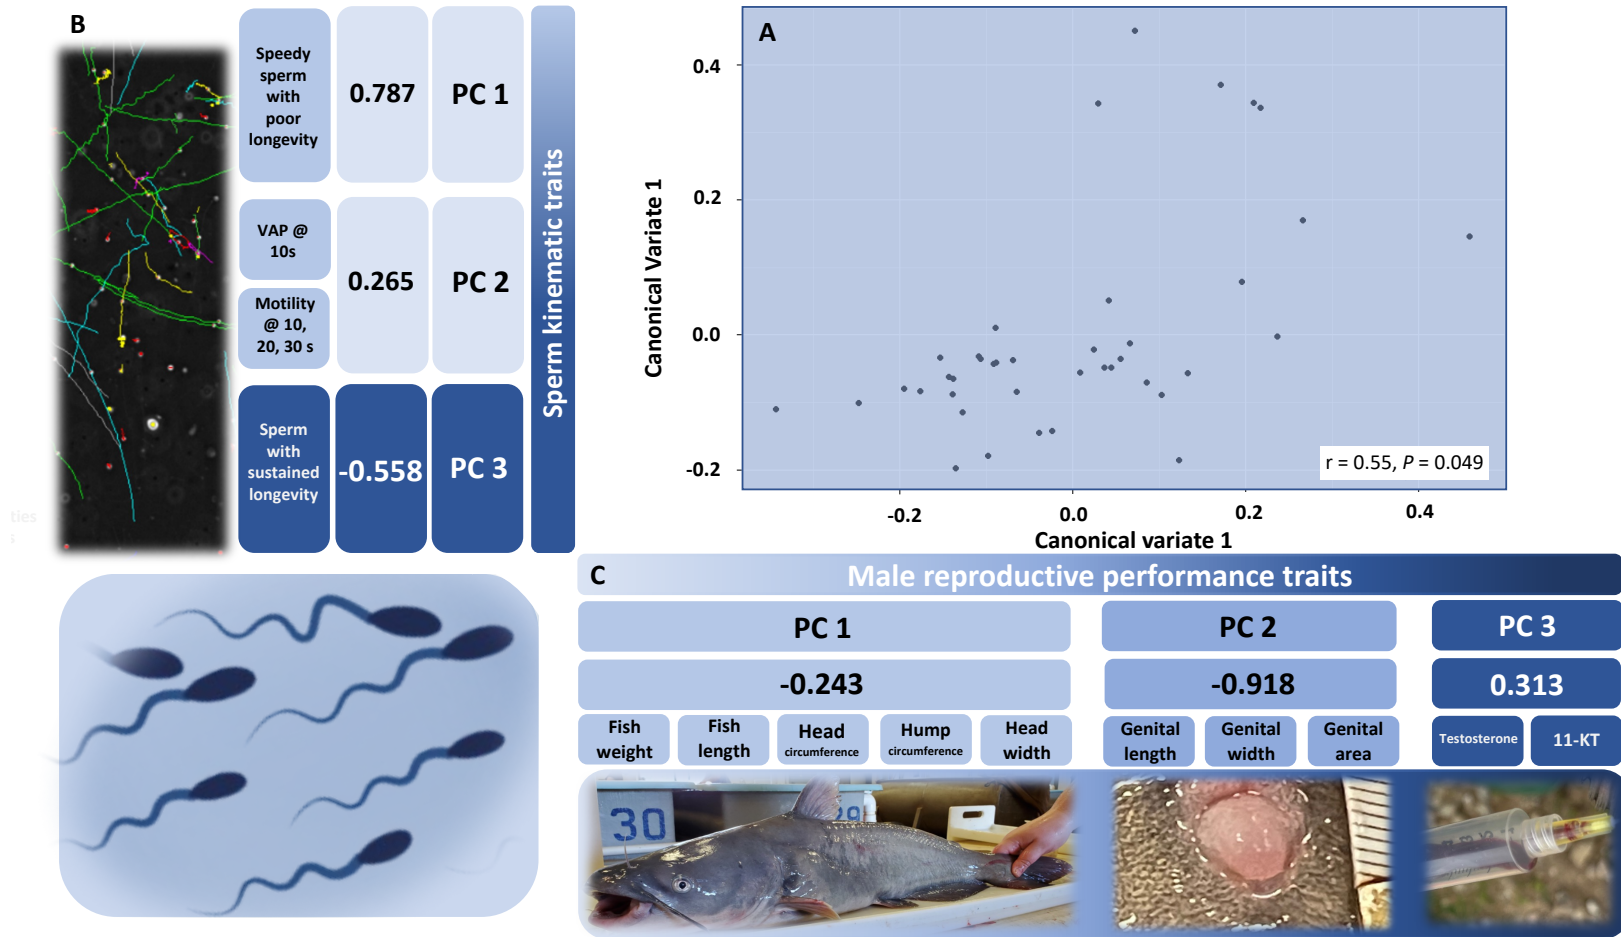 B
Speedy
sperm
with
poor
longevity
0.787
PC 1
VAP @
10s
Motility
@ 10,
20, 30 s
0.265
PC 2
Sperm
with
sustained
longevity
-0.558
PC 3
Sperm kinematic traits
ties
A
Canonical Variate 1
0.4
0.2
0.0
-0.2
r = 0.55, P = 0.049
-0.2
0.0
0.2
0.4
Canonical variate 1
C
Male reproductive performance traits
PC 1
PC 2
PC 3
-0.243
-0.918
0.313
Fish
weight
Fish
length
Head
circumference
Hump
circumference
Head
width
Genital
length
Genital
width
Genital
area
Testosterone
11-KT
30
29